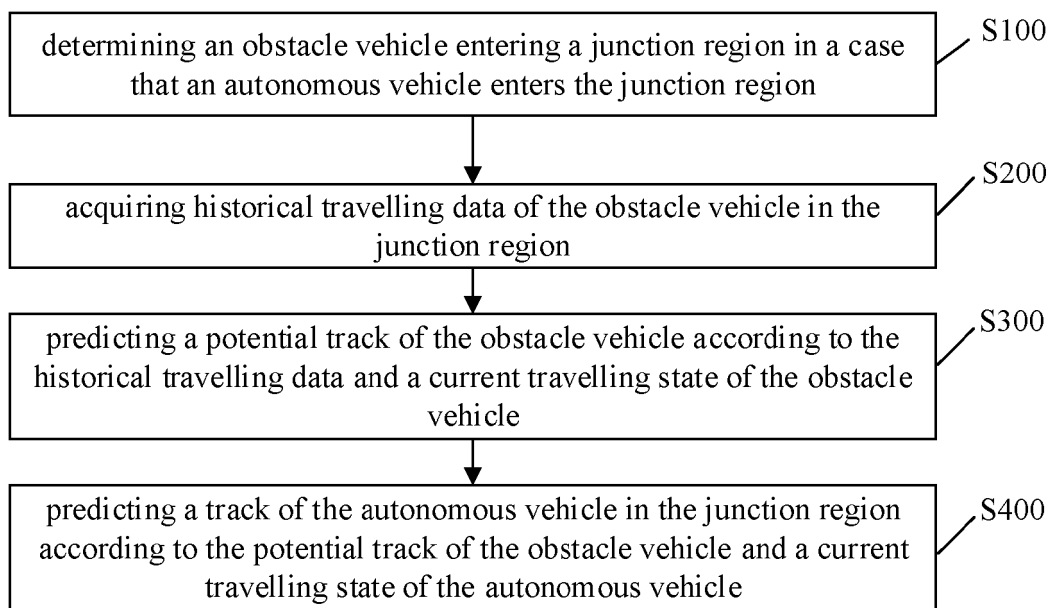 determining an obstacle vehicle entering a junction region in a case
that an autonomous vehicle enters the junction region
S100
acquiring historical travelling data of the obstacle vehicle in the
junction region
S200
predicting a potential track of the obstacle vehicle according to the
historical travelling data and a current travelling state of the obstacle
vehicle
S300
predicting a track of the autonomous vehicle in the junction region
according to the potential track of the obstacle vehicle and a current
travelling state of the autonomous vehicle
S400